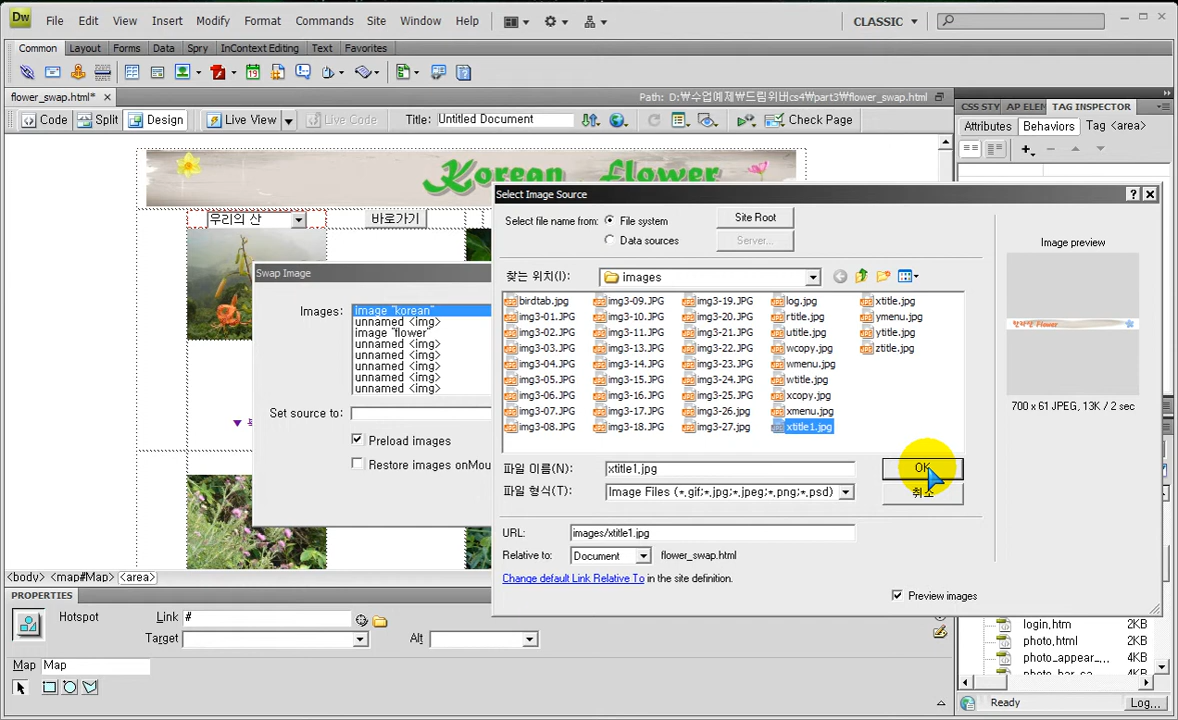 Dw File Edit View Insert Modify Format Commands Site Window Help CLASSIC
Common Layout Forms Data Spry InContext Editing Text Favorites
flower_swap.html* Path: D:₩수업예제₩드림위버cs4₩part3₩flower_swap.html
Code Split Design Live View Live Code Title: Untitled Document Check Page
CSS STY AP ELEM TAG INSPECTOR
Attributes Behaviors Tag <area>
Korean Flower
우리의 산 바로가기
Swap Image
Images: image "korean"
unnamed <img>
image "flower"
unnamed <img>
unnamed <img>
unnamed <img>
unnamed <img>
unnamed <img>
Set source to:
Preload images
Restore images onMou
Select Image Source
Select file name from: File system Site Root
Data sources Server...
찾는 위치(I): images
birdtab.jpg img3-09.JPG img3-19.JPG log.jpg xtitle.jpg
img3-01.JPG img3-10.JPG img3-20.JPG rtitle.jpg ymenu.jpg
img3-02.JPG img3-11.JPG img3-21.JPG utitle.jpg ytitle.jpg
img3-03.JPG img3-13.JPG img3-22.JPG wcopy.jpg ztitle.jpg
img3-04.JPG img3-14.JPG img3-23.JPG wmenu.jpg
img3-05.JPG img3-15.JPG img3-24.JPG wtitle.jpg
img3-06.JPG img3-16.JPG img3-25.JPG xcopy.jpg
img3-07.JPG img3-17.JPG img3-26.jpg xmenu.jpg
img3-08.JPG img3-18.JPG img3-27.jpg xtitle1.jpg
파일 이름(N): xtitle1.jpg OK
파일 형식(T): Image Files (*.gif;*.jpg;*.jpeg;*.png;*.psd) 취소
URL: images/xtitle1.jpg
Relative to: Document flower_swap.html
Change default Link Relative To in the site definition.
Preview images
Image preview
Flower
700 x 61 JPEG, 13K / 2 sec
<body> <map#Map> <area>
PROPERTIES
Hotspot Link #
Target Alt
Map Map
login.htm 2KB
photo.html 2KB
photo_appear_... 4KB
4KB
Ready Log...